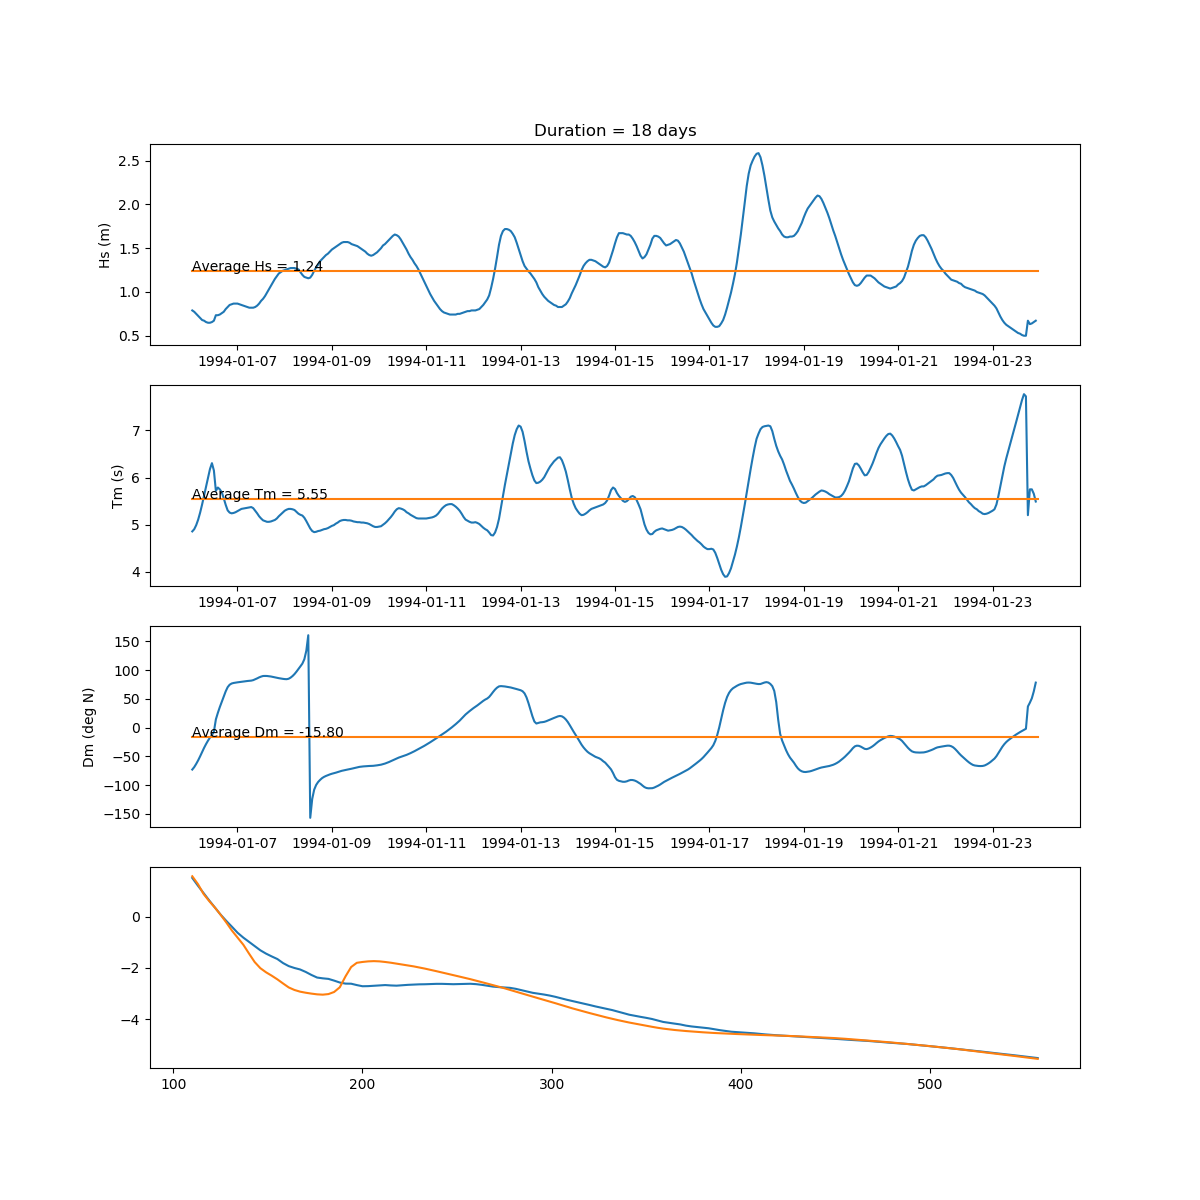 Duration = 18 days
2.5
2.0
1.5
1.0
0.5
Hs (m)
Average Hs = 1.24
1994-01-07 1994-01-09 1994-01-11 1994-01-13 1994-01-15 1994-01-17 1994-01-19 1994-01-21 1994-01-23
7
6
5
4
Tm (s)
Average Tm = 5.55
1994-01-07 1994-01-09 1994-01-11 1994-01-13 1994-01-15 1994-01-17 1994-01-19 1994-01-21 1994-01-23
150
100
50
0
−50
−100
−150
Dm (deg N)
Average Dm = -15.80
1994-01-07 1994-01-09 1994-01-11 1994-01-13 1994-01-15 1994-01-17 1994-01-19 1994-01-21 1994-01-23
0
−2
−4
100 200 300 400 500